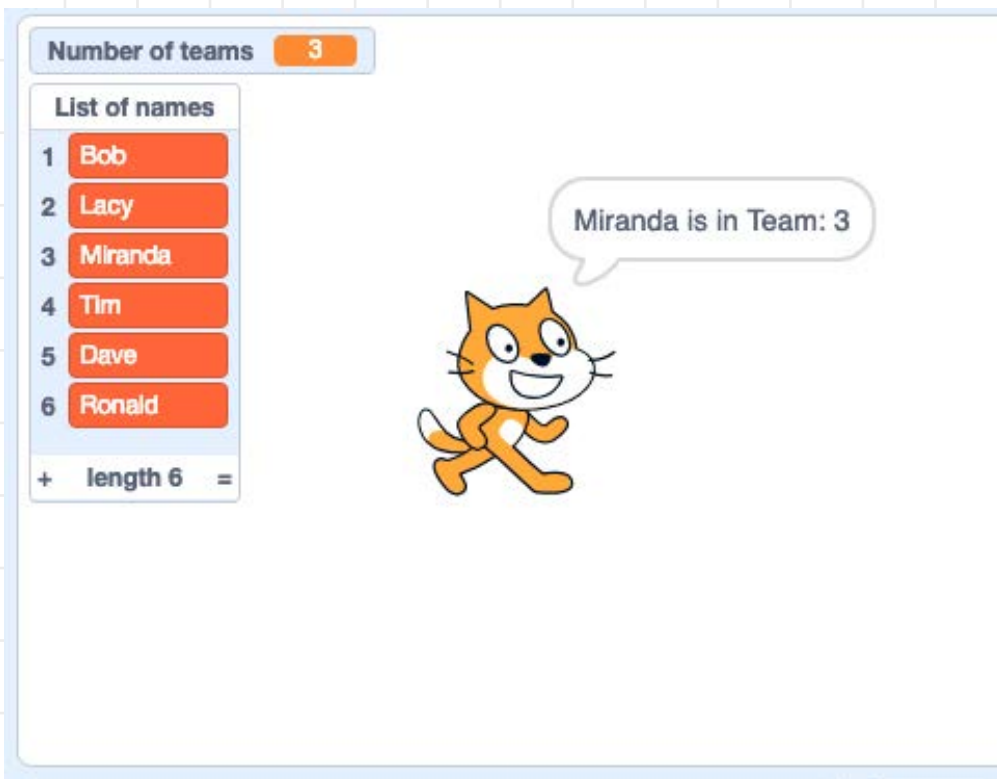 Number of teams 3
List of names
1 Bob
2 Lacy
3 Miranda
4 Tim
5 Dave
6 Ronald
+ length 6 =
Miranda is in Team: 3